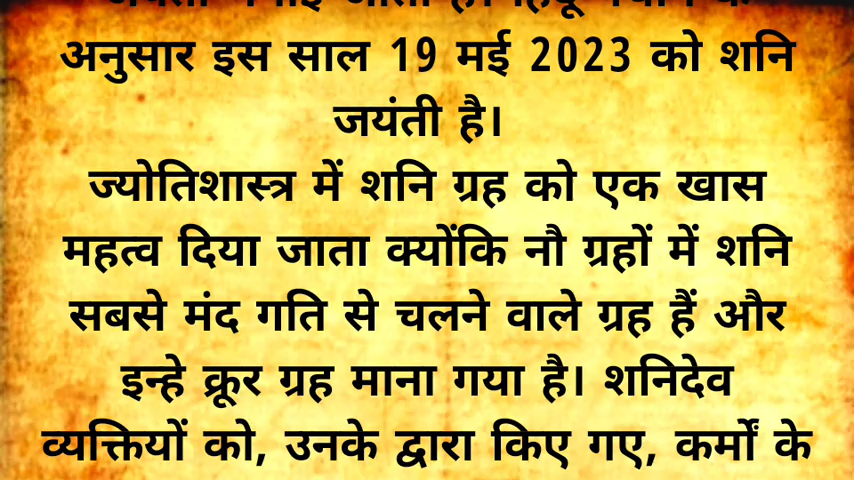 अनुसार इस साल 19 मई 2023 को शनि
जयंती है।
ज्योतिशास्त्र में शनि ग्रह को एक खास
महत्व दिया जाता क्योंकि नौ ग्रहों में शनि
सबसे मंद गति से चलने वाले ग्रह हैं और
इन्हे क्रूर ग्रह माना गया है। शनिदेव
व्यक्तियों को, उनके द्वारा किए गए, कर्मों के